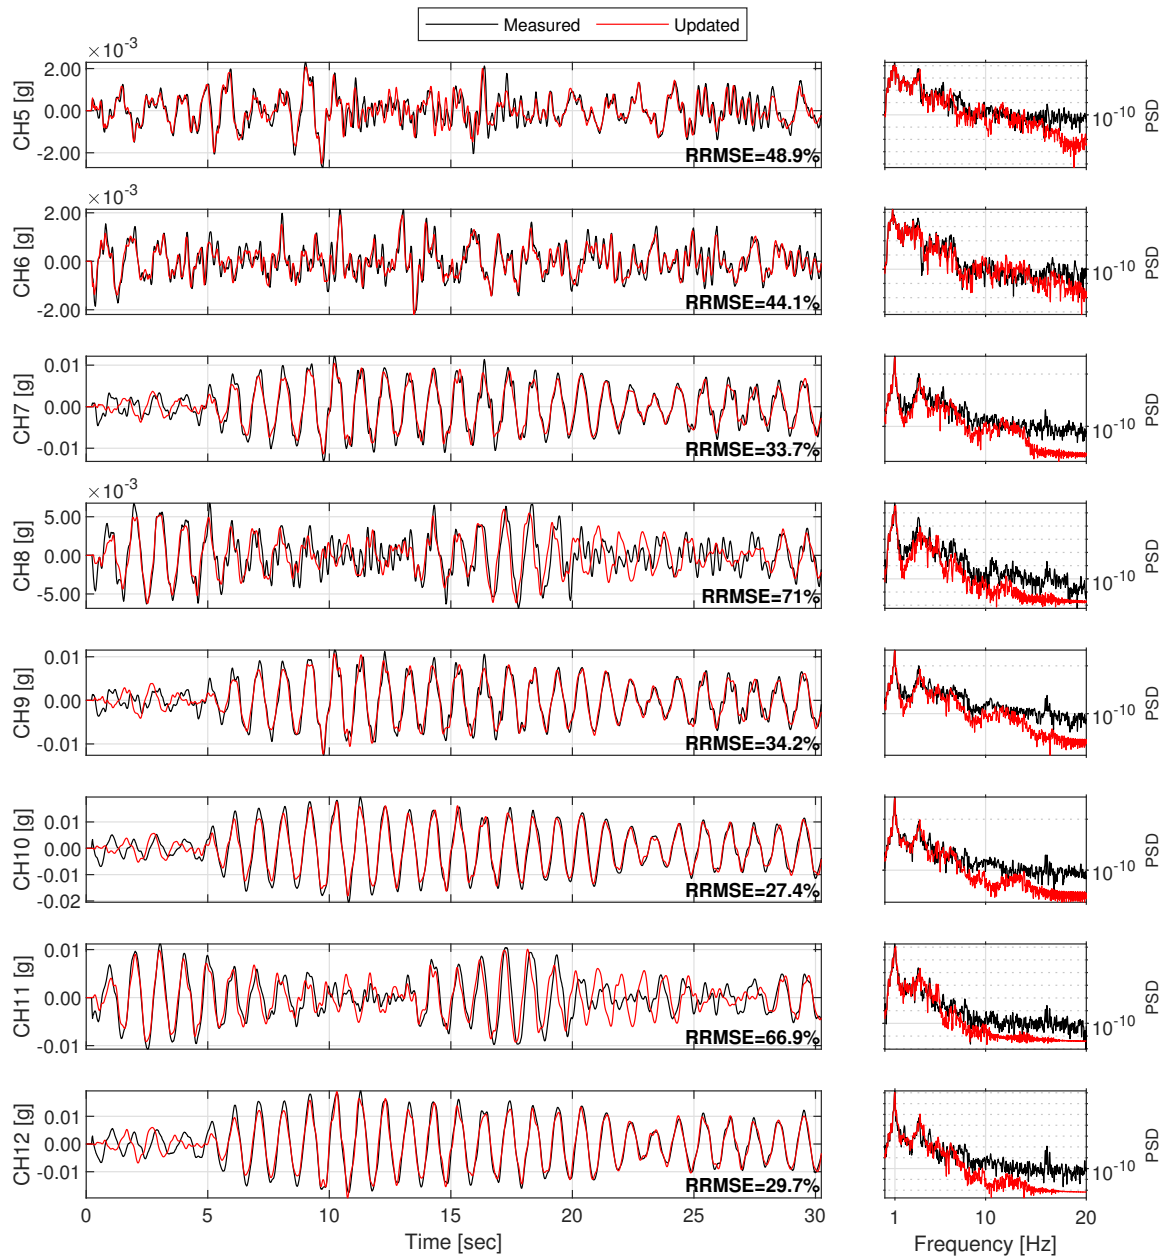 Measured Updated
×10⁻³
CH5 [g]
2.00
0.00
-2.00
RRMSE=48.9%
10⁻¹⁰
PSD
×10⁻³
CH6 [g]
2.00
0.00
-2.00
RRMSE=44.1%
10⁻¹⁰
PSD
CH7 [g]
0.01
0.00
-0.01
RRMSE=33.7%
10⁻¹⁰
PSD
×10⁻³
CH8 [g]
5.00
0.00
-5.00
RRMSE=71%
10⁻¹⁰
PSD
CH9 [g]
0.01
0.00
-0.01
RRMSE=34.2%
10⁻¹⁰
PSD
CH10 [g]
0.01
0.00
-0.01
-0.02
RRMSE=27.4%
10⁻¹⁰
PSD
CH11 [g]
0.01
0.00
-0.01
RRMSE=66.9%
10⁻¹⁰
PSD
CH12 [g]
0.01
0.00
-0.01
RRMSE=29.7%
10⁻¹⁰
PSD
0 5 10 15 20 25 30
Time [sec]
1 10 20
Frequency [Hz]